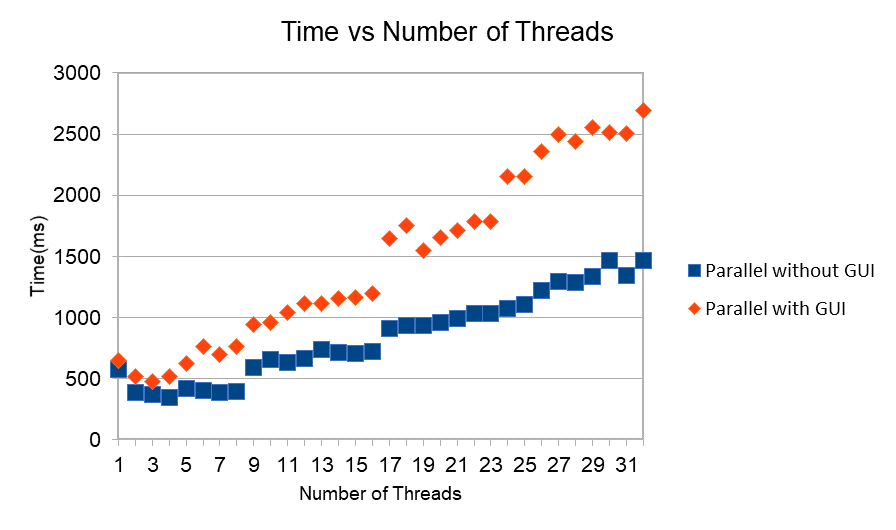 Time vs Number of Threads
3000
2500
2000
1500
1000
500
0
Time(ms)
1 3 5 7 9 11 13 15 17 19 21 23 25 27 29 31
Number of Threads
Parallel without GUI
Parallel with GUI